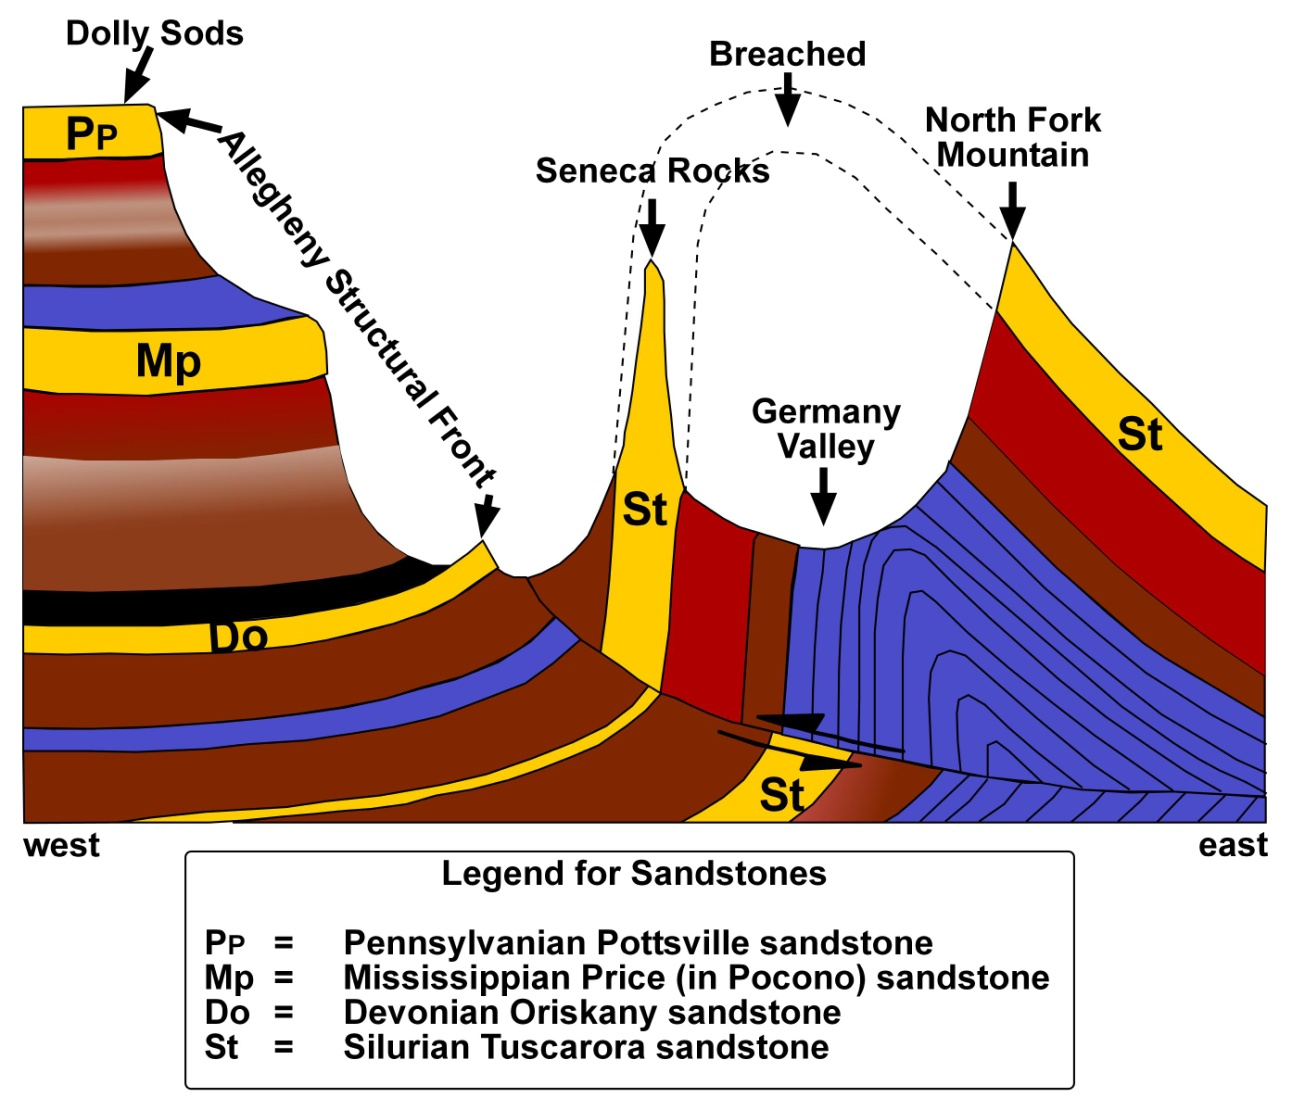 Dolly Sods
Breached
North Fork
Mountain
Seneca Rocks
Allegheny Structural Front
Germany
Valley
PP
Mp
Do
St
St
St
west
east
Legend for Sandstones
PP = Pennsylvanian Pottsville sandstone
Mp = Mississippian Price (in Pocono) sandstone
Do = Devonian Oriskany sandstone
St = Silurian Tuscarora sandstone